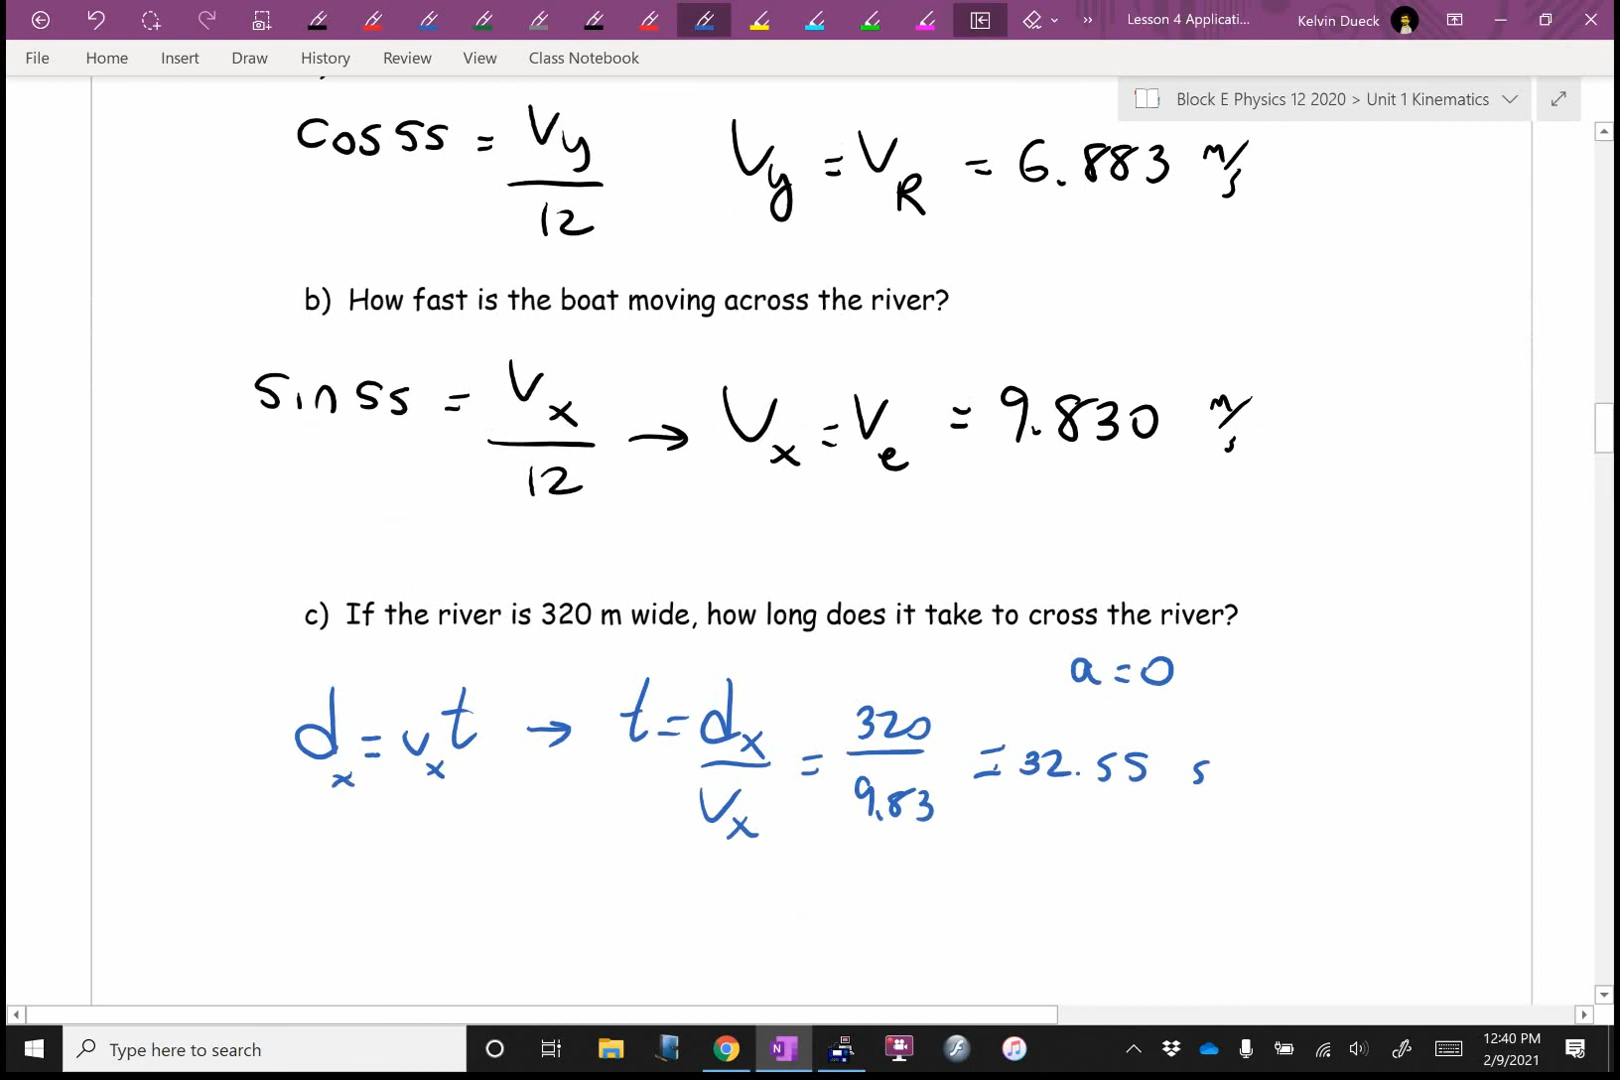 Lesson 4 Applicati...
Kelvin Dueck
File Home Insert Draw History Review View Class Notebook
Block E Physics 12 2020 > Unit 1 Kinematics
Cos 55 = Vy / 12
Vy = VR = 6.883 m/s
b) How fast is the boat moving across the river?
Sin 55 = Vx / 12 → Vx = Ve = 9.830 m/s
c) If the river is 320 m wide, how long does it take to cross the river?
a = 0
dx = vx t → t = dx / Vx = 320 / 9.83 = 32.55 s
Type here to search
12:40 PM
2/9/2021